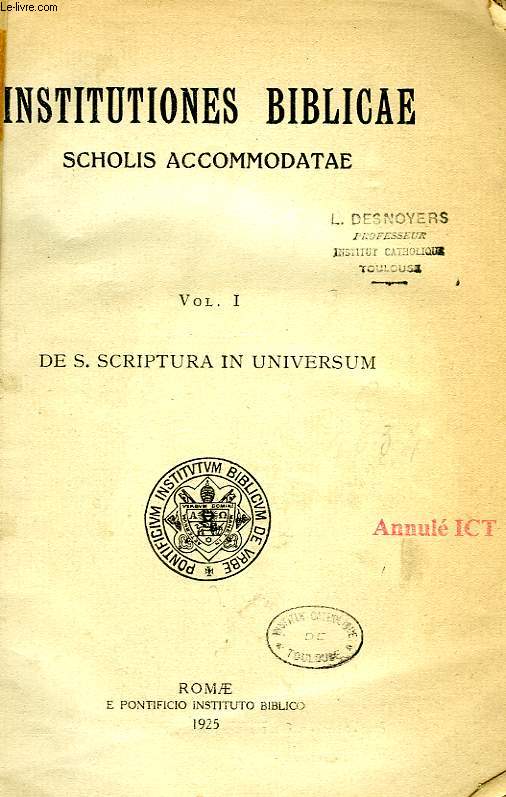 Le-livre.com
INSTITUTIONES BIBLICAE
SCHOLIS ACCOMMODATAE
L. DESNOYERS
PROFESSEUR
INSTITUT CATHOLIQUE
TOULOUSE
VOL. I
DE S. SCRIPTURA IN UNIVERSUM
PONTIFICIVM INSTITVTVM BIBLICVM DE VRBE
VERBVM DOMINI
A Ω
Annulé ICT
INSTITUT CATHOLIQUE
DE
TOULOUSE
ROMÆ
E PONTIFICIO INSTITUTO BIBLICO
1925